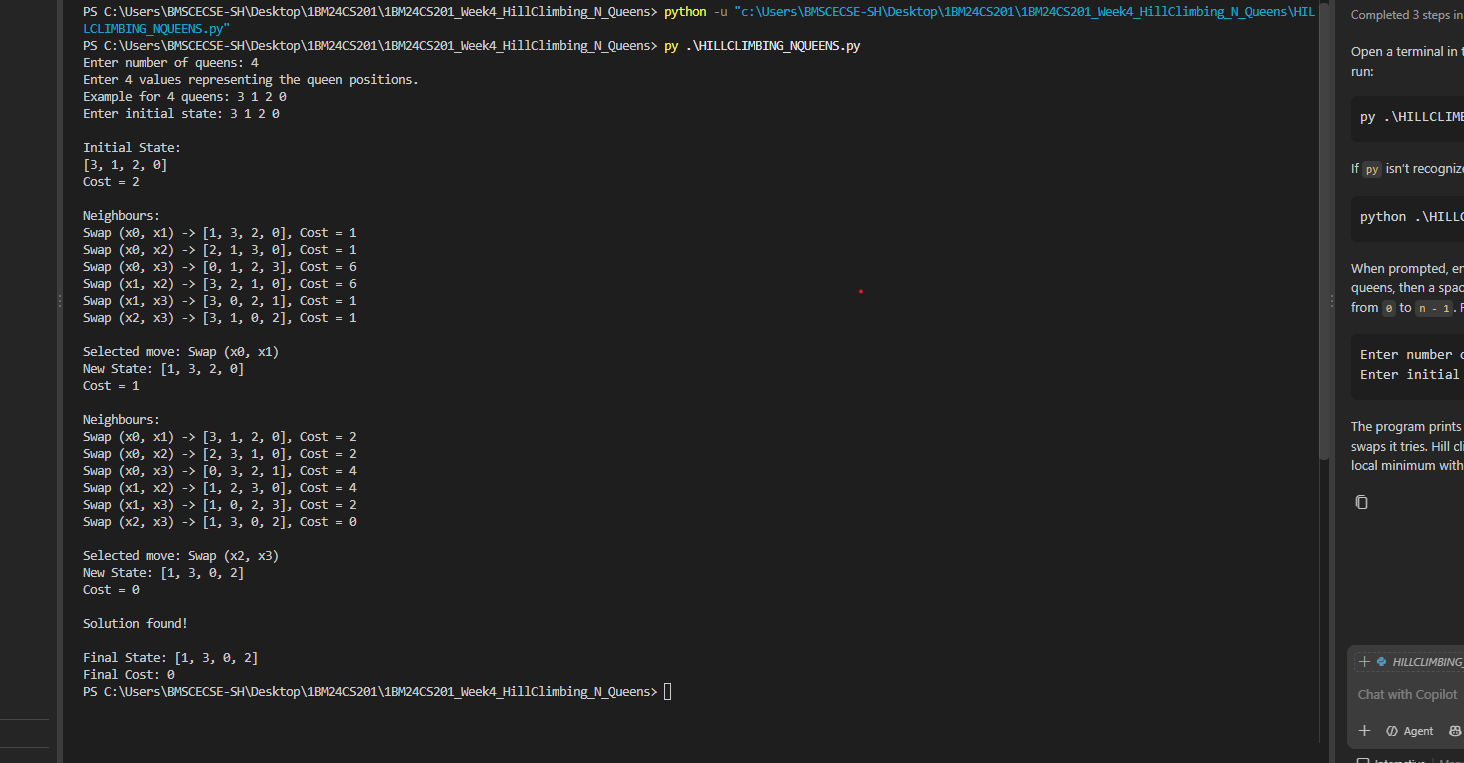 PS C:\Users\BMSCECSE-SH\Desktop\1BM24CS201\1BM24CS201_Week4_HillClimbing_N_Queens> python -u "c:\Users\BMSCECSE-SH\Desktop\1BM24CS201\1BM24CS201_Week4_HillClimbing_N_Queens\HIL
LCLIMBING_NQUEENS.py"
PS C:\Users\BMSCECSE-SH\Desktop\1BM24CS201\1BM24CS201_Week4_HillClimbing_N_Queens> py .\HILLCLIMBING_NQUEENS.py
Enter number of queens: 4
Enter 4 values representing the queen positions.
Example for 4 queens: 3 1 2 0
Enter initial state: 3 1 2 0
Initial State:
[3, 1, 2, 0]
Cost = 2
Neighbours:
Swap (x0, x1) -> [1, 3, 2, 0], Cost = 1
Swap (x0, x2) -> [2, 1, 3, 0], Cost = 1
Swap (x0, x3) -> [0, 1, 2, 3], Cost = 6
Swap (x1, x2) -> [3, 2, 1, 0], Cost = 6
Swap (x1, x3) -> [3, 0, 2, 1], Cost = 1
Swap (x2, x3) -> [3, 1, 0, 2], Cost = 1
Selected move: Swap (x0, x1)
New State: [1, 3, 2, 0]
Cost = 1
Neighbours:
Swap (x0, x1) -> [3, 1, 2, 0], Cost = 2
Swap (x0, x2) -> [2, 3, 1, 0], Cost = 2
Swap (x0, x3) -> [0, 3, 2, 1], Cost = 4
Swap (x1, x2) -> [1, 2, 3, 0], Cost = 4
Swap (x1, x3) -> [1, 0, 2, 3], Cost = 2
Swap (x2, x3) -> [1, 3, 0, 2], Cost = 0
Selected move: Swap (x2, x3)
New State: [1, 3, 0, 2]
Cost = 0
Solution found!
Final State: [1, 3, 0, 2]
Final Cost: 0
PS C:\Users\BMSCECSE-SH\Desktop\1BM24CS201\1BM24CS201_Week4_HillClimbing_N_Queens>
Completed 3 steps in
Open a terminal in t
run:
py .\HILLCLIME
If py isn't recognize
python .\HILLC
When prompted, en
queens, then a spac
from 0 to n - 1.
Enter number
Enter initial
The program prints
swaps it tries. Hill cl
local minimum with
HILLCLIMBING_
Chat with Copilot
Agent